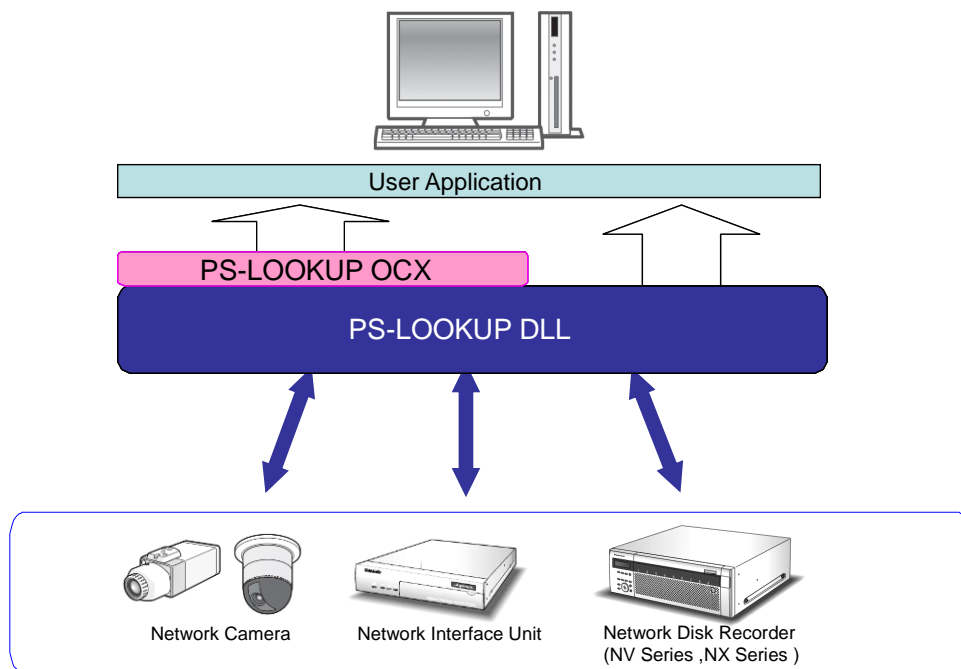 User Application
PS-LOOKUP OCX
PS-LOOKUP DLL
Network Camera
Network Interface Unit
Network Disk Recorder
(NV Series ,NX Series )